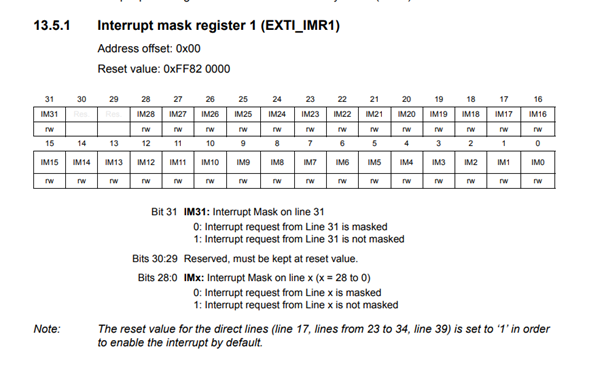 13.5.1 Interrupt mask register 1 (EXTI_IMR1)
Address offset: 0x00
Reset value: 0xFF82 0000
31 30 29 28 27 26 25 24 23 22 21 20 19 18 17 16
IM31 Res Res IM28 IM27 IM26 IM25 IM24 IM23 IM22 IM21 IM20 IM19 IM18 IM17 IM16
rw rw rw rw rw rw rw rw rw rw rw rw rw rw
15 14 13 12 11 10 9 8 7 6 5 4 3 2 1 0
IM15 IM14 IM13 IM12 IM11 IM10 IM9 IM8 IM7 IM6 IM5 IM4 IM3 IM2 IM1 IM0
rw rw rw rw rw rw rw rw rw rw rw rw rw rw rw rw
Bit 31 IM31: Interrupt Mask on line 31
0: Interrupt request from Line 31 is masked
1: Interrupt request from Line 31 is not masked
Bits 30:29 Reserved, must be kept at reset value.
Bits 28:0 IMx: Interrupt Mask on line x (x = 28 to 0)
0: Interrupt request from Line x is masked
1: Interrupt request from Line x is not masked
Note: The reset value for the direct lines (line 17, lines from 23 to 34, line 39) is set to ‘1’ in order
to enable the interrupt by default.